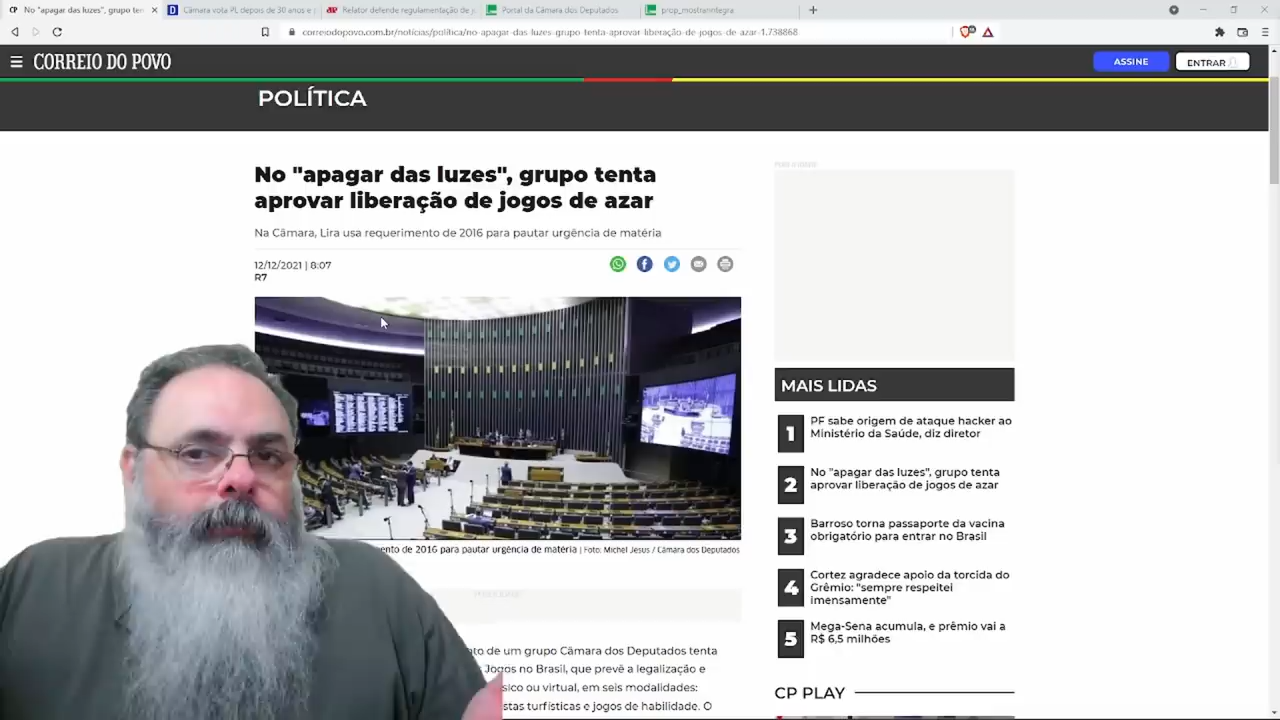 No "apagar das luzes", grupo ten
Câmara vota PL depois de 30 anos e
Relator defende regulamentação de j
Portal da Câmara dos Deputados
prop_mostrarintegra
correiodopovo.com.br/notícias/política/no-apagar-das-luzes-grupo-tenta-aprovar-liberação-de-jogos-de-azar-1.738868
CORREIO DO POVO
ASSINE
ENTRAR
POLÍTICA
No "apagar das luzes", grupo tenta
aprovar liberação de jogos de azar
Na Câmara, Lira usa requerimento de 2016 para pautar urgência de matéria
12/12/2021 | 8:07
R7
ento de 2016 para pautar urgência de matéria | Foto: Michel Jesus / Câmara dos Deputados
PUBLICIDADE
to de um grupo Câmara dos Deputados tenta
Jogos no Brasil, que prevê a legalização e
sico ou virtual, em seis modalidades:
stas turfísticas e jogos de habilidade. O
PUBLICIDADE
MAIS LIDAS
1 PF sabe origem de ataque hacker ao
Ministério da Saúde, diz diretor
2 No "apagar das luzes", grupo tenta
aprovar liberação de jogos de azar
3 Barroso torna passaporte da vacina
obrigatório para entrar no Brasil
4 Cortez agradece apoio da torcida do
Grêmio: "sempre respeitei
imensamente"
5 Mega-Sena acumula, e prêmio vai a
R$ 6,5 milhões
CP PLAY